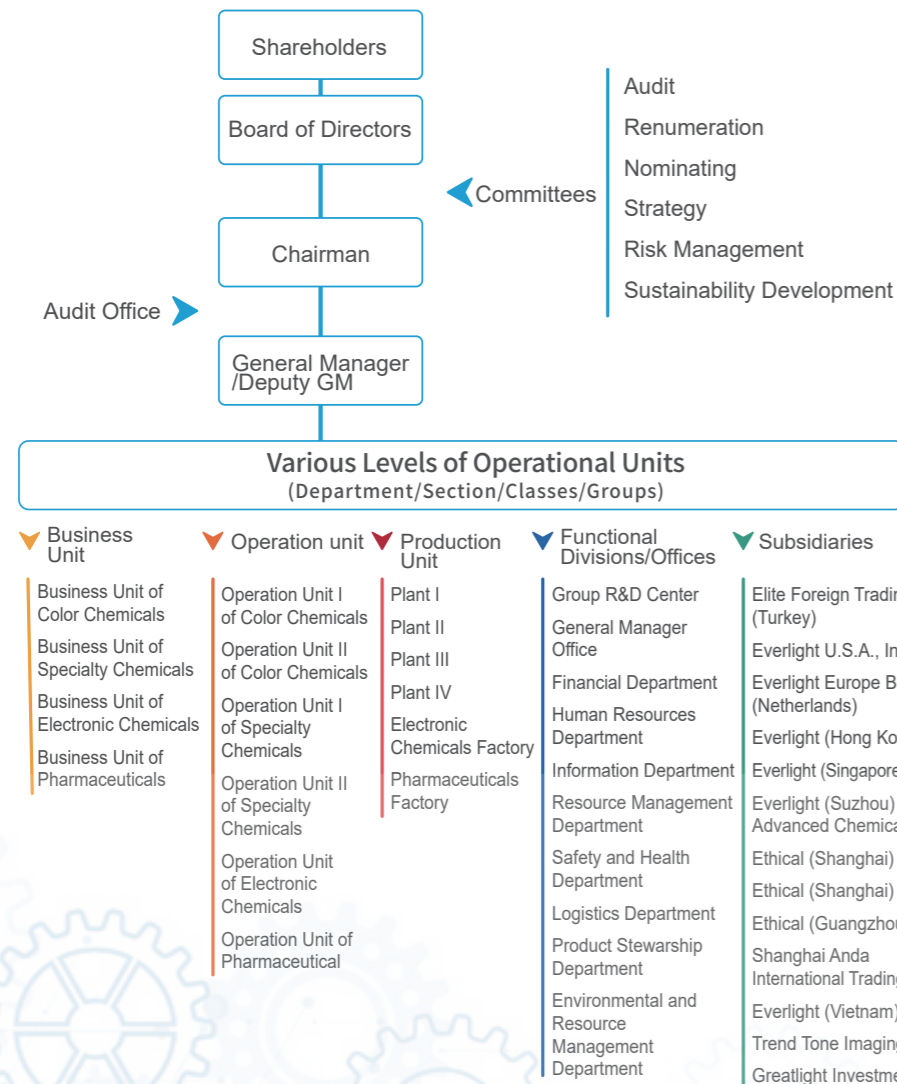 Shareholders
Board of Directors
Committees
Audit
Renumeration
Nominating
Strategy
Risk Management
Sustainability Development
Chairman
Audit Office
General Manager
/Deputy GM
Various Levels of Operational Units
(Department/Section/Classes/Groups)
Business
Unit
Business Unit of
Color Chemicals
Business Unit of
Specialty Chemicals
Business Unit of
Electronic Chemicals
Business Unit of
Pharmaceuticals
Operation unit
Operation Unit I
of Color Chemicals
Operation Unit II
of Color Chemicals
Operation Unit I
of Specialty
Chemicals
Operation Unit II
of Specialty
Chemicals
Operation Unit
of Electronic
Chemicals
Operation Unit of
Pharmaceutical
Production
Unit
Plant I
Plant II
Plant III
Plant IV
Electronic
Chemicals Factory
Pharmaceuticals
Factory
Functional
Divisions/Offices
Group R&D Center
General Manager
Office
Financial Department
Human Resources
Department
Information Department
Resource Management
Department
Safety and Health
Department
Logistics Department
Product Stewarship
Department
Environmental and
Resource
Management
Department
Subsidiaries
Elite Foreign
(Turkey)
Everlight U.S.A.,
Everlight Europe
(Netherlands)
Everlight (Hong
Everlight
Everlight (Suzhou)
Advanced
Ethical (Shanghai)
Ethical (Shanghai)
Ethical
Shanghai Anda
International
Everlight (Vietnam)
Trend Tone
Greatlight